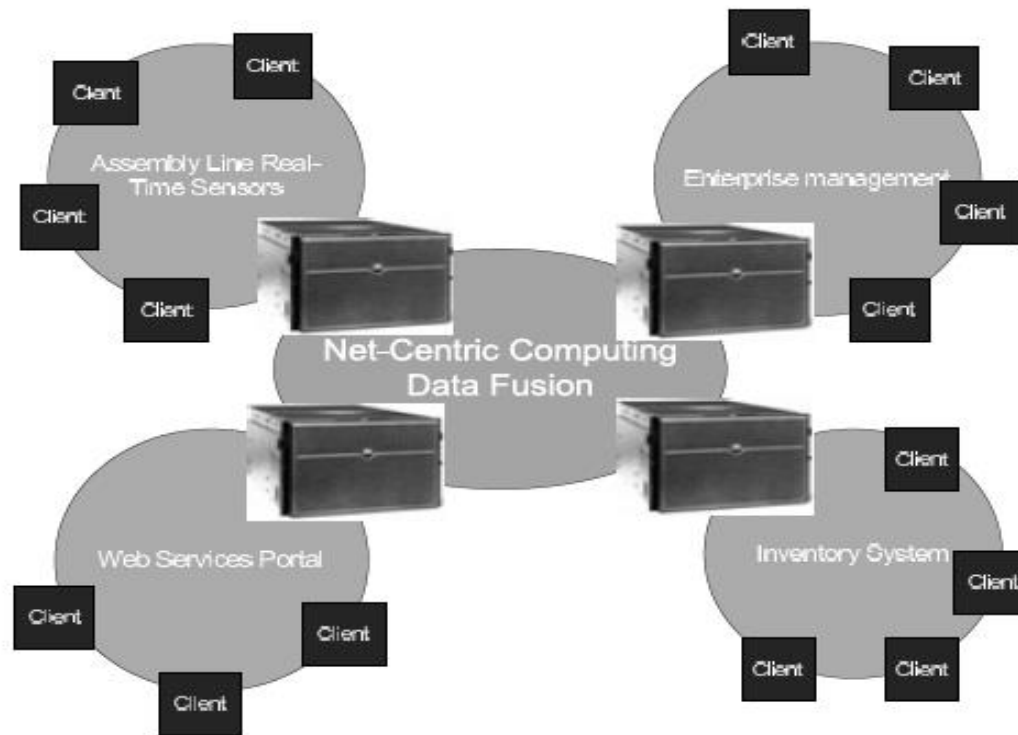 Client
Client
Client
Client
Assembly Line Real-
Time Sensors
Enterprise management
Client
Client
Client
Client
Net-Centric Computing
Data Fusion
Client
Web Services Portal
Inventory System
Client
Client
Client
Client
Client
Client